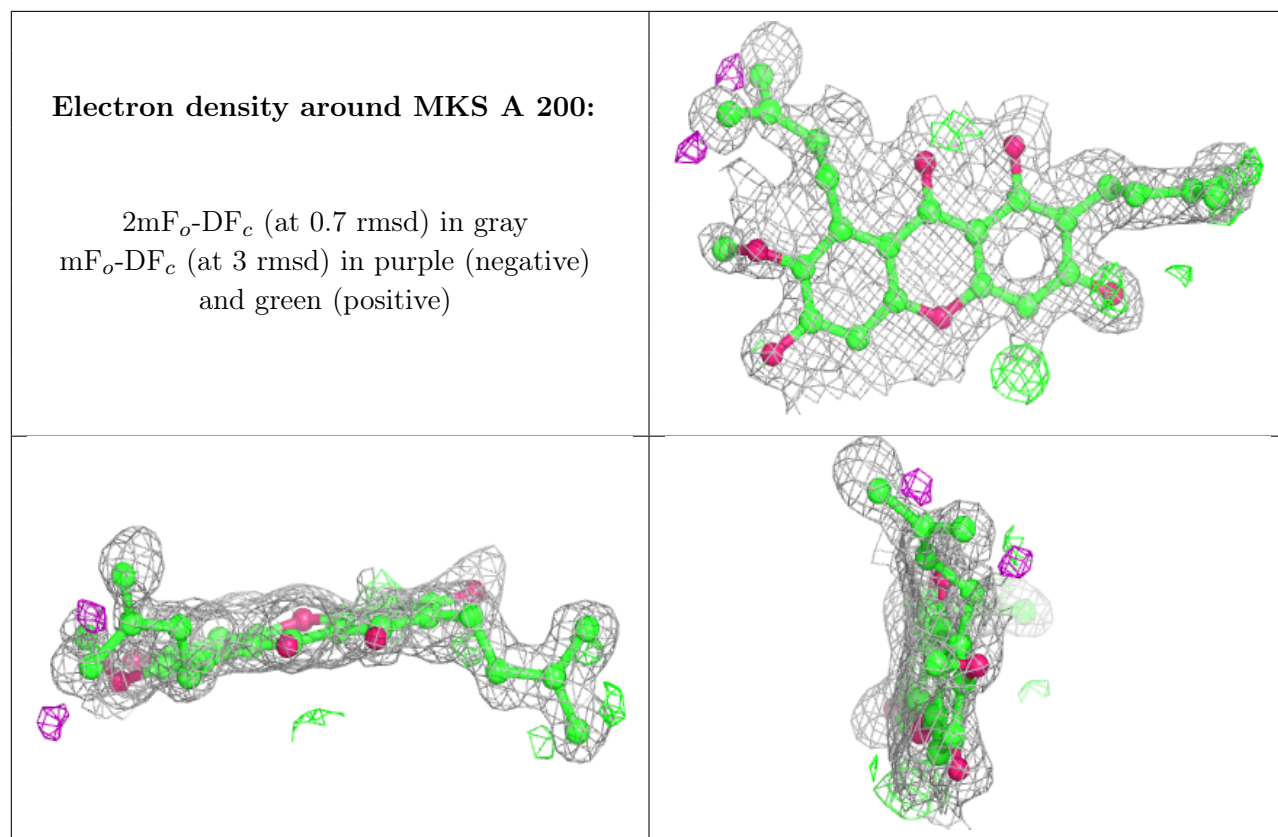 Electron density around MKS A 200:
2mFo-DFc (at 0.7 rmsd) in gray
mFo-DFc (at 3 rmsd) in purple (negative)
and green (positive)